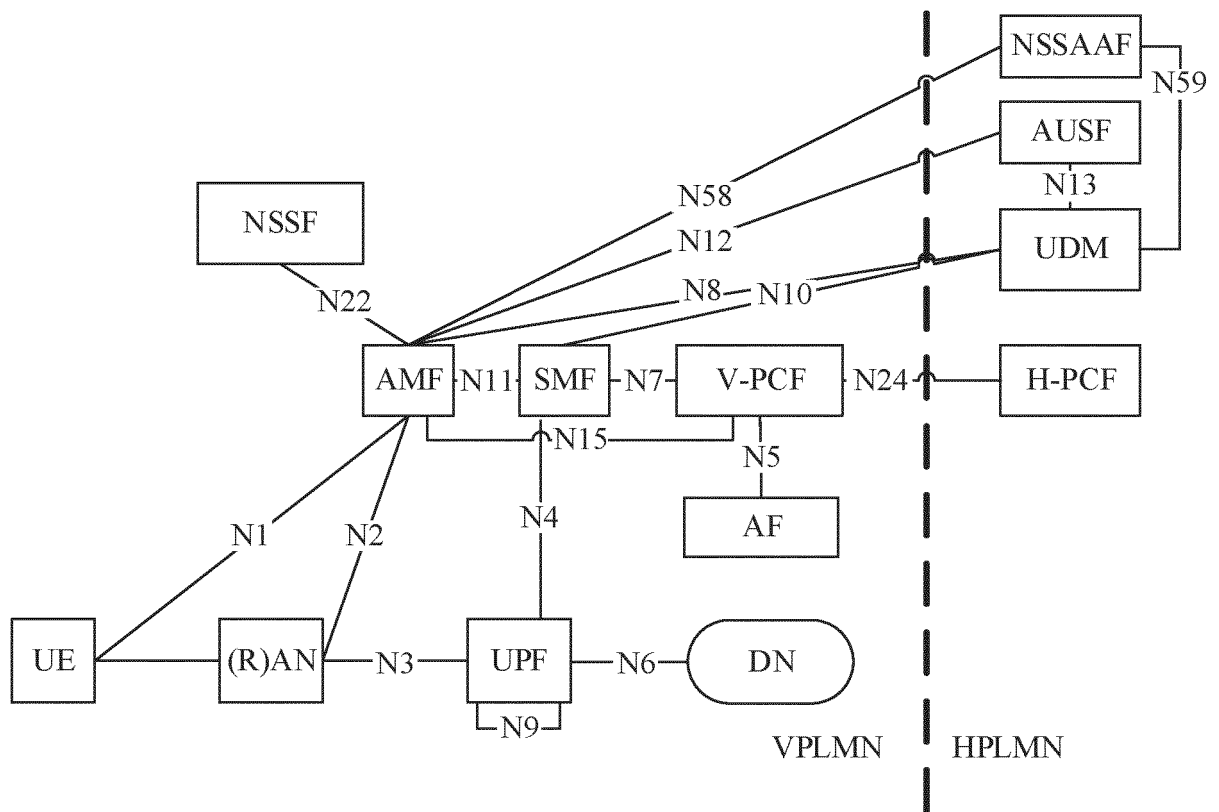 NSSAAF
N59
AUSF
N58
N13
NSSF
N12
UDM
N22
N8
N10
AMF
N11
SMF
N7
V-PCF
N24
H-PCF
N15
N5
N1
N2
N4
AF
UE
(R)AN
N3
UPF
N6
DN
N9
VPLMN
HPLMN